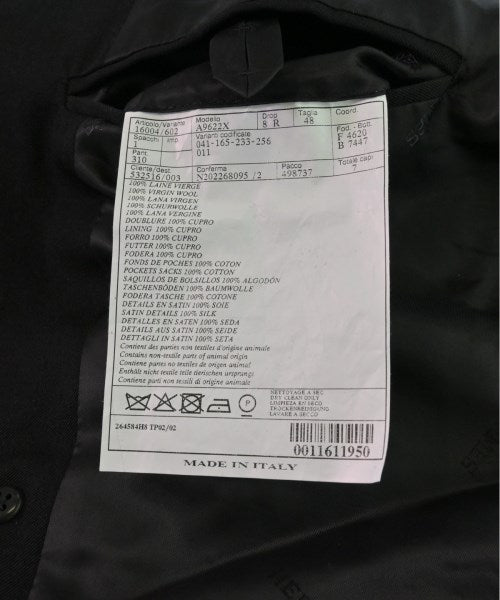 Articolo/Variante Modello Drop Taglia Coord.
16004/602 A9622X 8 R 48
Spacchi Imp. Varianti codificate Fod. Bott.
1 041-165-233-256 F 4620
Pant. 011 B 7447
310
Cliente/dest Conferma Pacco Totale capi
532516/003 N202268095 /2 498737 7
100% LAINE VIERGE
100% VIRGIN WOOL
100% LANA VIRGEN
100% SCHURWOLLE
100% LANA VERGINE
DOUBLURE 100% CUPRO
LINING 100% CUPRO
FORRO 100% CUPRO
FUTTER 100% CUPRO
FODERA 100% CUPRO
FONDS DE POCHES 100% COTON
POCKETS SACKS 100% COTTON
SAQUILLOS DE BOLSILLOS 100% ALGODÓN
TASCHENBÖDEN 100% BAUMWOLLE
FODERA TASCHE 100% COTONE
DETAILS EN SATIN 100% SOIE
SATIN DETAILS 100% SILK
DETALLES EN SATEN 100% SEDA
DETAILS AUS SATIN 100% SEIDE
DETTAGLI IN SATIN 100% SETA
Contient des parties non textiles d'origine animale
Contains non-textile parts of animal origin
Contiene partes no textiles de origen animal
Enthält nicht textile teile tierischen ursprungs
Contiene parti non tessili di origine animale
NETTOYAGE A SEC
DRY CLEAN ONLY
LIMPIEZA EN SECO
TROCKENREINIGUNG
LAVARE A SECCO
P
264584H8 TP02/02
0011611950
MADE IN ITALY